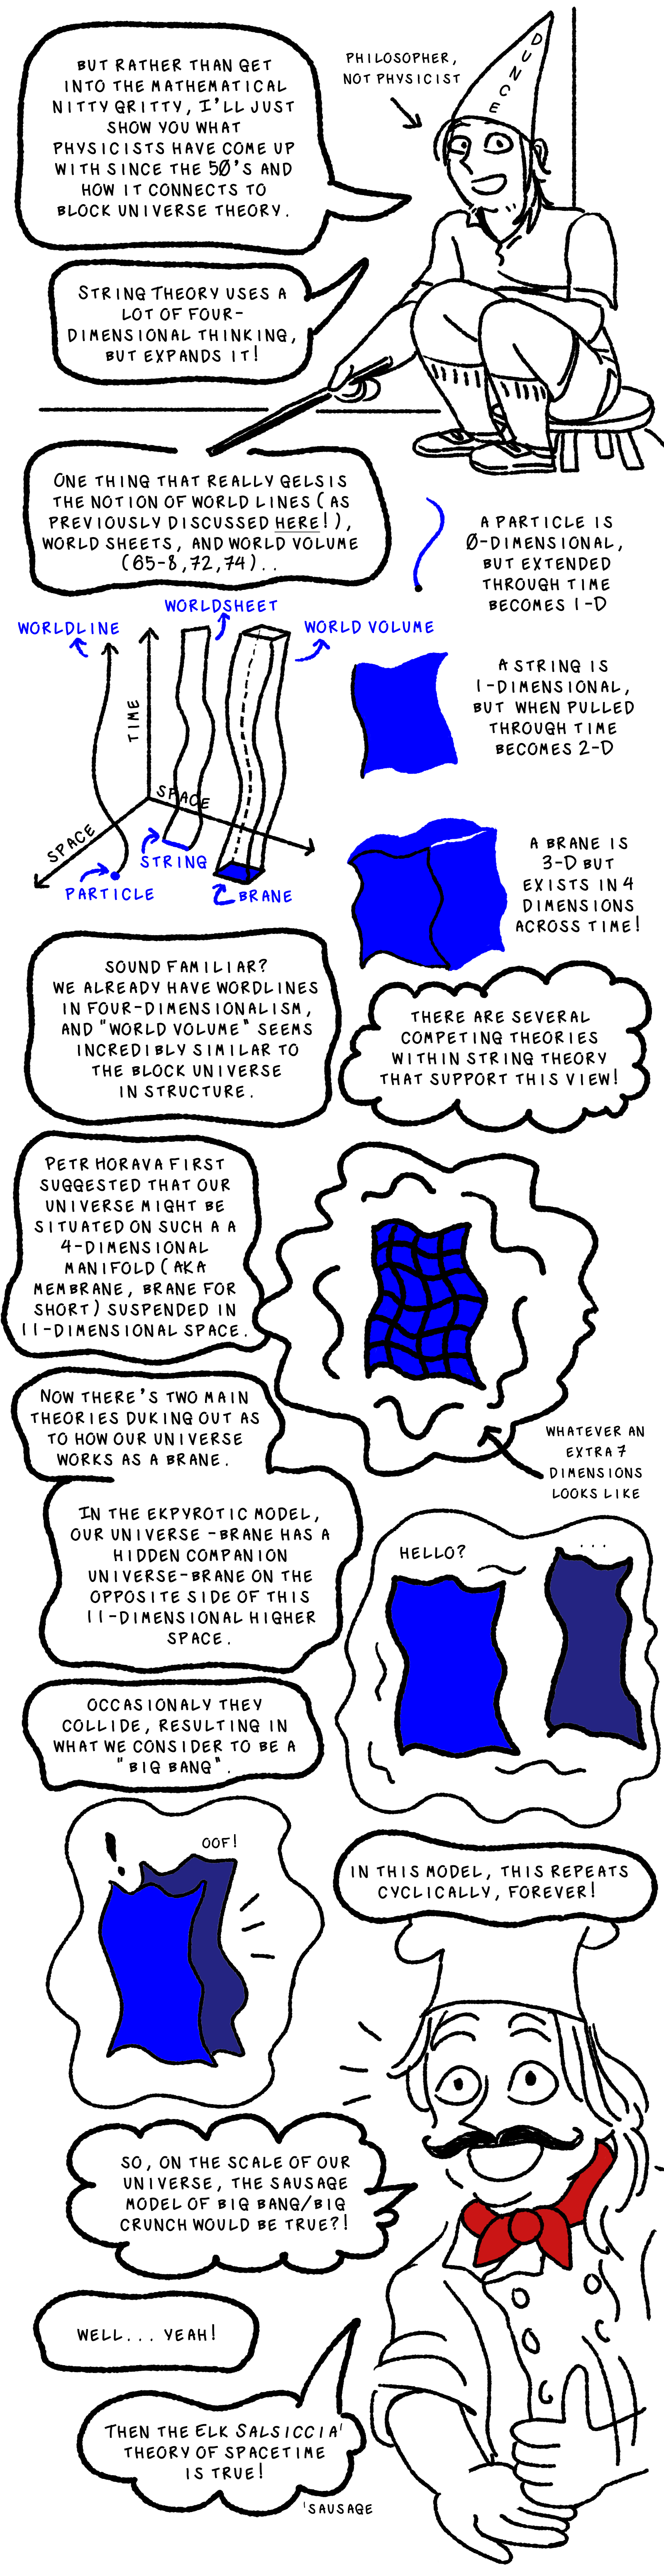 BUT RATHER THAN GET
INTO THE MATHEMATICAL
NITTY GRITTY, I'LL JUST
SHOW YOU WHAT
PHYSICISTS HAVE COME UP
WITH SINCE THE 50'S AND
HOW IT CONNECTS TO
BLOCK UNIVERSE THEORY.
PHILOSOPHER,
NOT PHYSICIST
DUNCE
STRING THEORY USES A
LOT OF FOUR-
DIMENSIONAL THINKING,
BUT EXPANDS IT!
ONE THING THAT REALLY GELS IS
THE NOTION OF WORLD LINES (AS
PREVIOUSLY DISCUSSED HERE!),
WORLD SHEETS, AND WORLD VOLUME
(65-8,72,74)..
A PARTICLE IS
0-DIMENSIONAL,
BUT EXTENDED
THROUGH TIME
BECOMES 1-D
WORLDLINE
WORLDSHEET
WORLD VOLUME
TIME
SPACE
SPACE
PARTICLE
STRING
BRANE
A STRING IS
1-DIMENSIONAL,
BUT WHEN PULLED
THROUGH TIME
BECOMES 2-D
A BRANE IS
3-D BUT
EXISTS IN 4
DIMENSIONS
ACROSS TIME!
SOUND FAMILIAR?
WE ALREADY HAVE WORDLINES
IN FOUR-DIMENSIONALISM,
AND "WORLD VOLUME" SEEMS
INCREDIBLY SIMILAR TO
THE BLOCK UNIVERSE
IN STRUCTURE.
THERE ARE SEVERAL
COMPETING THEORIES
WITHIN STRING THEORY
THAT SUPPORT THIS VIEW!
PETR HORAVA FIRST
SUGGESTED THAT OUR
UNIVERSE MIGHT BE
SITUATED ON SUCH A A
4-DIMENSIONAL
MANIFOLD (AKA
MEMBRANE, BRANE FOR
SHORT) SUSPENDED IN
11-DIMENSIONAL SPACE.
WHATEVER AN
EXTRA 7
DIMENSIONS
LOOKS LIKE
NOW THERE'S TWO MAIN
THEORIES DUKING OUT AS
TO HOW OUR UNIVERSE
WORKS AS A BRANE.
IN THE EKPYROTIC MODEL,
OUR UNIVERSE -BRANE HAS A
HIDDEN COMPANION
UNIVERSE-BRANE ON THE
OPPOSITE SIDE OF THIS
11-DIMENSIONAL HIGHER
SPACE.
HELLO?
...
OCCASIONALY THEY
COLLIDE, RESULTING IN
WHAT WE CONSIDER TO BE A
"BIG BANG".
!
OOF!
IN THIS MODEL, THIS REPEATS
CYCLICALLY, FOREVER!
SO, ON THE SCALE OF OUR
UNIVERSE, THE SAUSAGE
MODEL OF BIG BANG/BIG
CRUNCH WOULD BE TRUE?!
WELL... YEAH!
THEN THE ELK SALSICCIA'
THEORY OF SPACETIME
IS TRUE!
'SAUSAGE